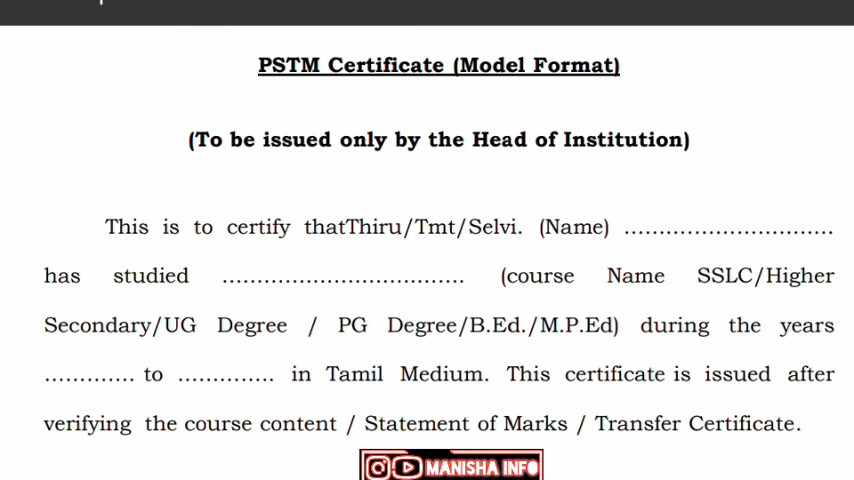 PSTM Certificate (Model Format)
(To be issued only by the Head of Institution)
This is to certify thatThiru/Tmt/Selvi. (Name) …………………………
has studied ……………………………… (course Name SSLC/Higher
Secondary/UG Degree / PG Degree/B.Ed./M.P.Ed) during the years
…………. to ………….. in Tamil Medium. This certificate is issued after
verifying the course content / Statement of Marks / Transfer Certificate.
MANISHA INFO